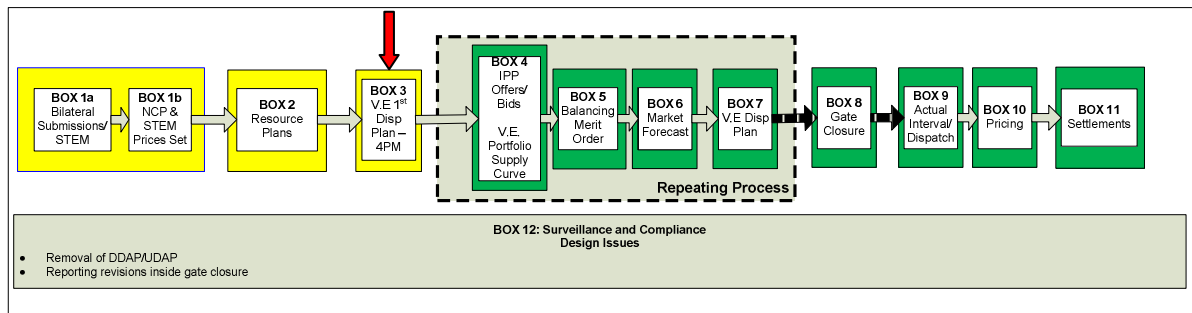 BOX 1a
Bilateral
Submissions/
STEM
BOX 1b
NCP &
STEM
Prices Set
BOX 2
Resource
Plans
BOX 3
V.E 1st
Disp
Plan –
4PM
BOX 4
IPP
Offers/
Bids
V.E.
Portfolio
Supply
Curve
BOX 5
Balancing
Merit
Order
BOX 6
Market
Forecast
BOX 7
V.E Disp
Plan
Repeating Process
BOX 8
Gate
Closure
BOX 9
Actual
Interval/
Dispatch
BOX 10
Pricing
BOX 11
Settlements
BOX 12: Surveillance and Compliance
Design Issues
• Removal of DDAP/UDAP
• Reporting revisions inside gate closure